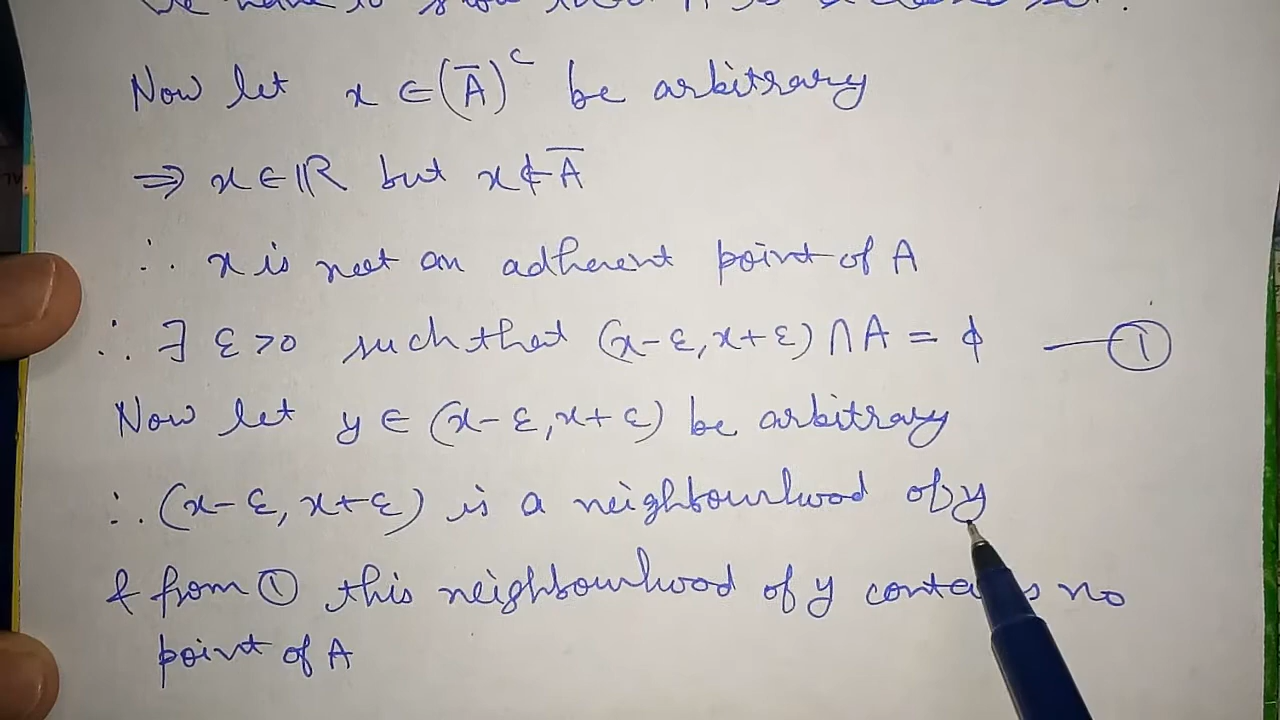 Now let x ∈ (A̅)ᶜ be arbitrary
⇒ x ∈ ℝ but x ∉ A̅
∴ x is not an adherent point of A
∴ ∃ ε > 0 such that (x-ε, x+ε) ∩ A = ϕ — ①
Now let y ∈ (x-ε, x+ε) be arbitrary
∴ (x-ε, x+ε) is a neighbourhood of y
& from ① this neighbourhood of y contains no
point of A